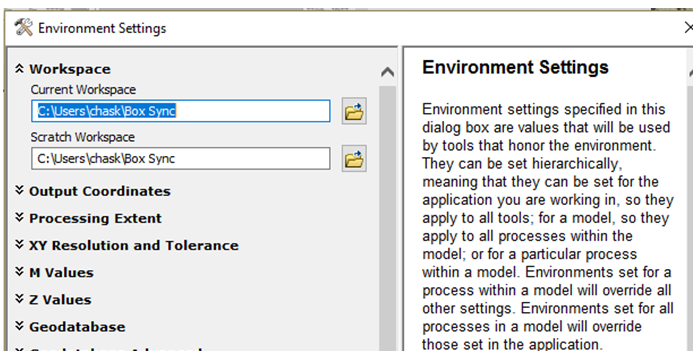 Environment Settings
Workspace
Current Workspace
C:\Users\chask\Box Sync
Scratch Workspace
C:\Users\chask\Box Sync
Output Coordinates
Processing Extent
XY Resolution and Tolerance
M Values
Z Values
Geodatabase
Environment Settings
Environment settings specified in this
dialog box are values that will be used
by tools that honor the environment.
They can be set hierarchically,
meaning that they can be set for the
application you are working in, so they
apply to all tools; for a model, so they
apply to all processes within the
model; or for a particular process
within a model. Environments set for a
process within a model will override all
other settings. Environments set for all
processes in a model will override
those set in the application.